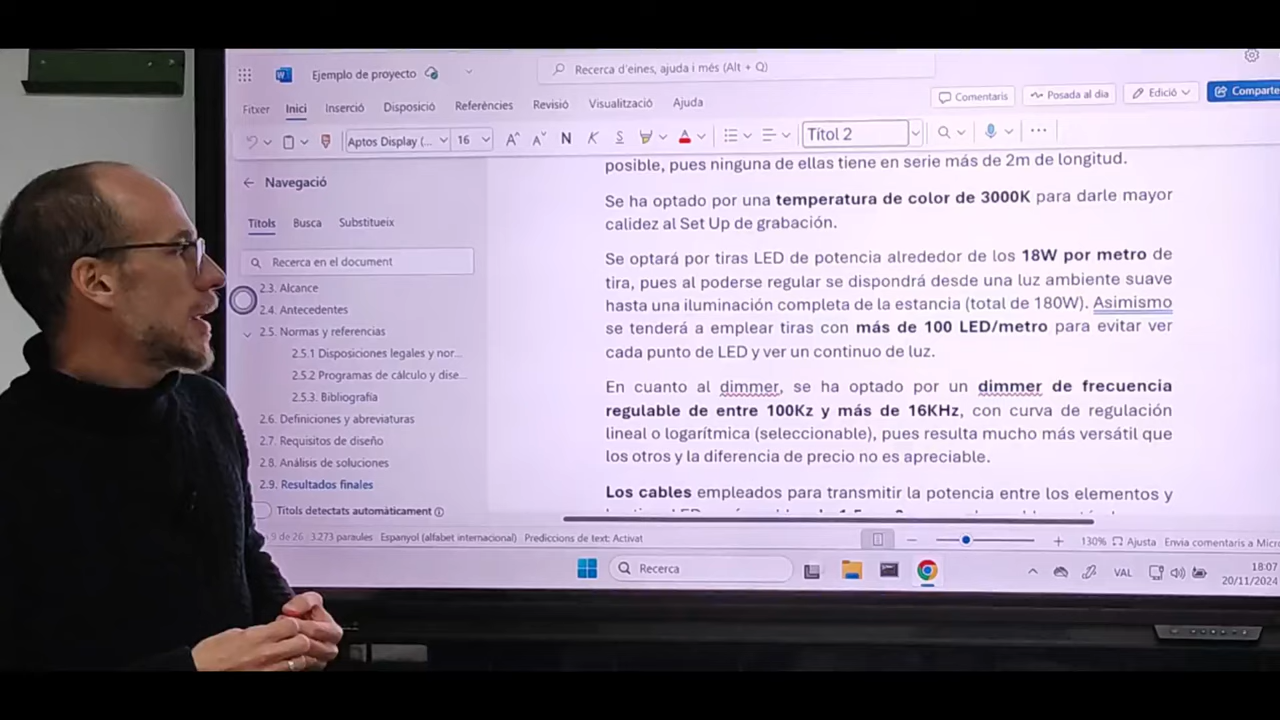 Ejemplo de proyecto
Recerca d'eines, ajuda i més (Alt + Q)
Fitxer Inici Inserció Disposició Referències Revisió Visualització Ajuda
Comentaris Posada al dia Edició Comparte
Aptos Display (... 16 N K S A Títol 2
Navegació
Títols Busca Substitueix
Recerca en el document
2.3. Alcance
2.4. Antecedentes
2.5. Normas y referencias
2.5.1 Disposiciones legales y nor...
2.5.2 Programas de cálculo y dise...
2.5.3. Bibliografía
2.6. Definiciones y abreviaturas
2.7. Requisitos de diseño
2.8. Análisis de soluciones
2.9. Resultados finales
Títols detectats automàticament
posible, pues ninguna de ellas tiene en serie más de 2m de longitud.
Se ha optado por una temperatura de color de 3000K para darle mayor
calidez al Set Up de grabación.
Se optará por tiras LED de potencia alrededor de los 18W por metro de
tira, pues al poderse regular se dispondrá desde una luz ambiente suave
hasta una iluminación completa de la estancia (total de 180W). Asimismo
se tenderá a emplear tiras con más de 100 LED/metro para evitar ver
cada punto de LED y ver un continuo de luz.
En cuanto al dimmer, se ha optado por un dimmer de frecuencia
regulable de entre 100Kz y más de 16KHz, con curva de regulación
lineal o logarítmica (seleccionable), pues resulta mucho más versátil que
los otros y la diferencia de precio no es apreciable.
Los cables empleados para transmitir la potencia entre los elementos y
9 de 26 3.273 paraules Espanyol (alfabet internacional) Prediccions de text: Activat
130% Ajusta Envia comentaris a Micro
Recerca
VAL
18:07
20/11/2024